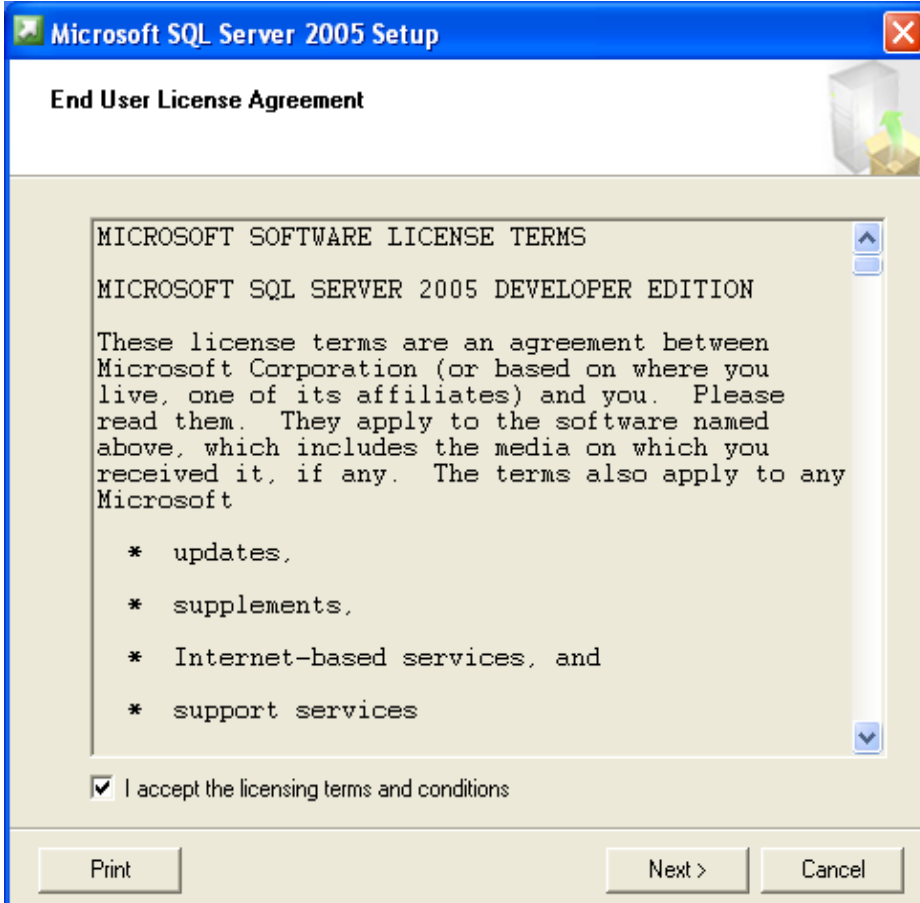 Microsoft SQL Server 2005 Setup
End User License Agreement
MICROSOFT SOFTWARE LICENSE TERMS
MICROSOFT SQL SERVER 2005 DEVELOPER EDITION
These license terms are an agreement between
Microsoft Corporation (or based on where you
live, one of its affiliates) and you.  Please
read them.  They apply to the software named
above, which includes the media on which you
received it, if any.  The terms also apply to any
Microsoft
* updates,
* supplements,
* Internet-based services, and
* support services
I accept the licensing terms and conditions
Print
Next >
Cancel